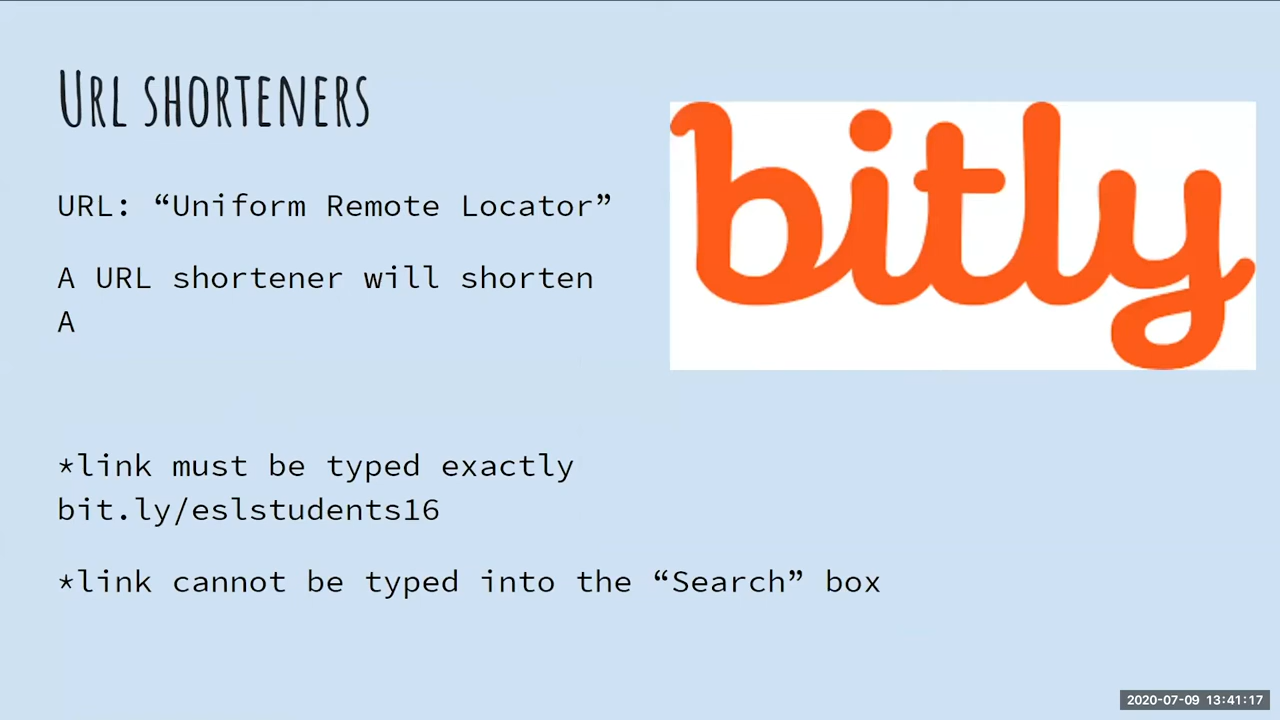 URL SHORTENERS
URL: “Uniform Remote Locator”
A URL shortener will shorten
A
bitly
*link must be typed exactly
bit.ly/eslstudents16
*link cannot be typed into the “Search” box
2020-07-09 13:41:17